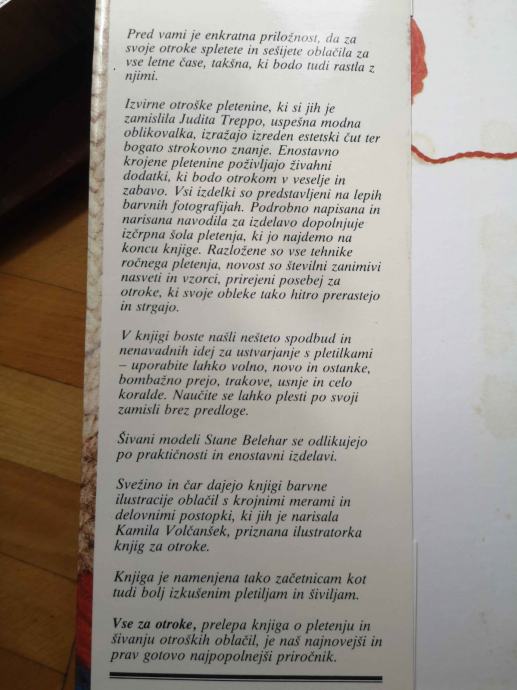 Pred vami je enkratna priložnost, da za
svoje otroke spletete in sešijete oblačila za
vse letne čase, takšna, ki bodo tudi rastla z
njimi.
Izvirne otroške pletenine, ki si jih je
zamislila Judita Treppo, uspešna modna
oblikovalka, izražajo izreden estetski čut ter
bogato strokovno znanje. Enostavno
krojene pletenine poživljajo živahni
dodatki, ki bodo otrokom v veselje in
zabavo. Vsi izdelki so predstavljeni na lepih
barvnih fotografijah. Podrobno napisana in
narisana navodila za izdelavo dopolnjuje
izčrpna šola pletenja, ki jo najdemo na
koncu knjige. Razložene so vse tehnike
ročnega pletenja, novost so številni zanimivi
nasveti in vzorci, prirejeni posebej za
otroke, ki svoje obleke tako hitro prerastejo
in strgajo.
V knjigi boste našli nešteto spodbud in
nenavadnih idej za ustvarjanje s pletilkami
– uporabite lahko volno, novo in ostanke,
bombažno prejo, trakove, usnje in celo
koralde. Naučite se lahko plesti po svoji
zamisli brez predloge.
Šivani modeli Stane Belehar se odlikujejo
po praktičnosti in enostavni izdelavi.
Svežino in čar dajejo knjigi barvne
ilustracije oblačil s krojnimi merami in
delovnimi postopki, ki jih je narisala
Kamila Volčanšek, priznana ilustratorka
knjig za otroke.
Knjiga je namenjena tako začetnicam kot
tudi bolj izkušenim pletiljam in šiviljam.
Vse za otroke, prelepa knjiga o pletenju in
šivanju otroških oblačil, je naš najnovejši in
prav gotovo najpopolnejši priročnik.